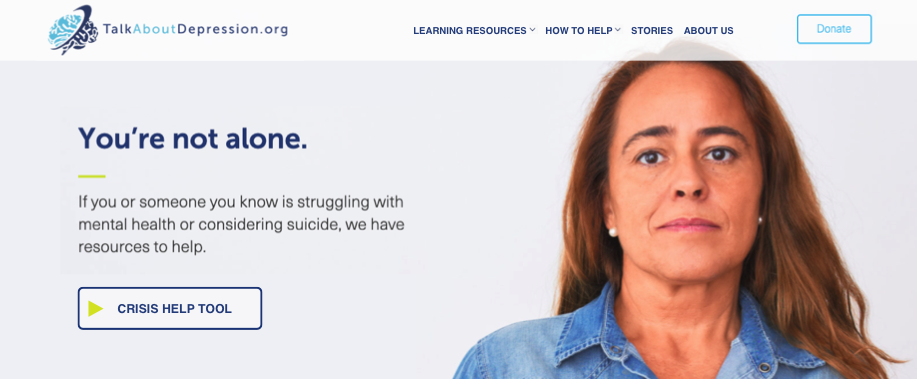 TalkAboutDepression.org
LEARNING RESOURCES HOW TO HELP STORIES ABOUT US
Donate
You're not alone.
If you or someone you know is struggling with
mental health or considering suicide, we have
resources to help.
CRISIS HELP TOOL